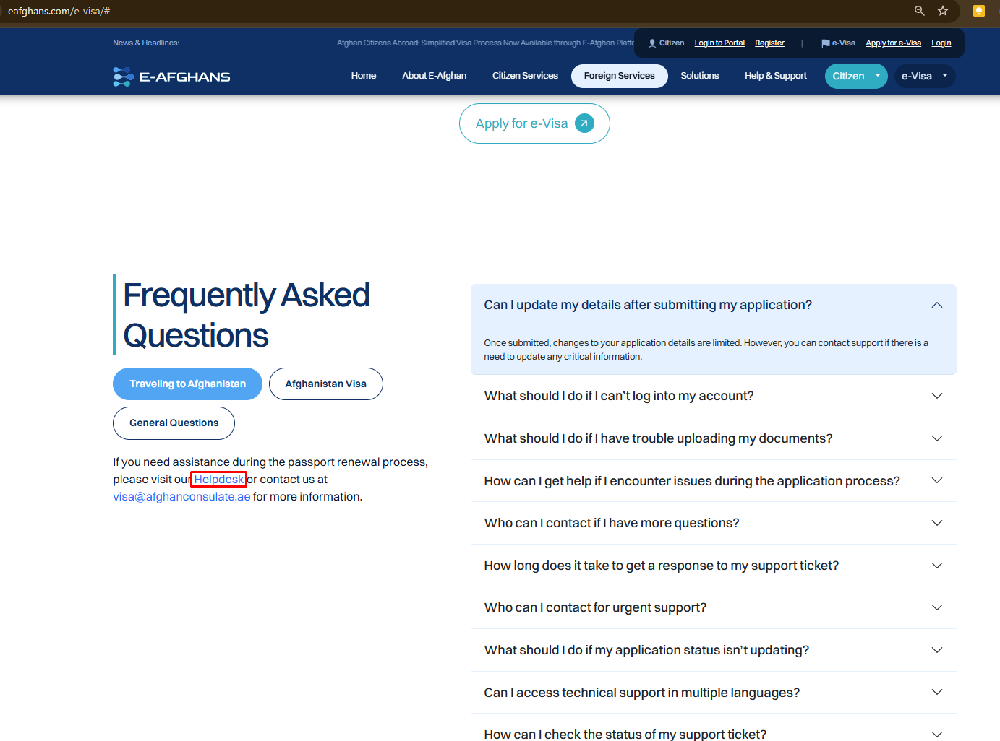 eafghans.com/e-visa/#
News & Headlines:
Afghan Citizens Abroad: Simplified Visa Process Now Available through E-Afghan
Citizen Login to Portal Register | e-Visa Apply for e-Visa Login
E-AFGHANS
Home About E-Afghan Citizen Services Foreign Services Solutions Help & Support Citizen e-Visa
Apply for e-Visa
Frequently Asked
Questions
Traveling to Afghanistan Afghanistan Visa
General Questions
If you need assistance during the passport renewal process,
please visit our Helpdesk or contact us at
visa@afghanconsulate.ae for more information.
Can I update my details after submitting my application?
Once submitted, changes to your application details are limited. However, you can contact support if there is a
need to update any critical information.
What should I do if I can’t log into my account?
What should I do if I have trouble uploading my documents?
How can I get help if I encounter issues during the application process?
Who can I contact if I have more questions?
How long does it take to get a response to my support ticket?
Who can I contact for urgent support?
What should I do if my application status isn’t updating?
Can I access technical support in multiple languages?
How can I check the status of my support ticket?